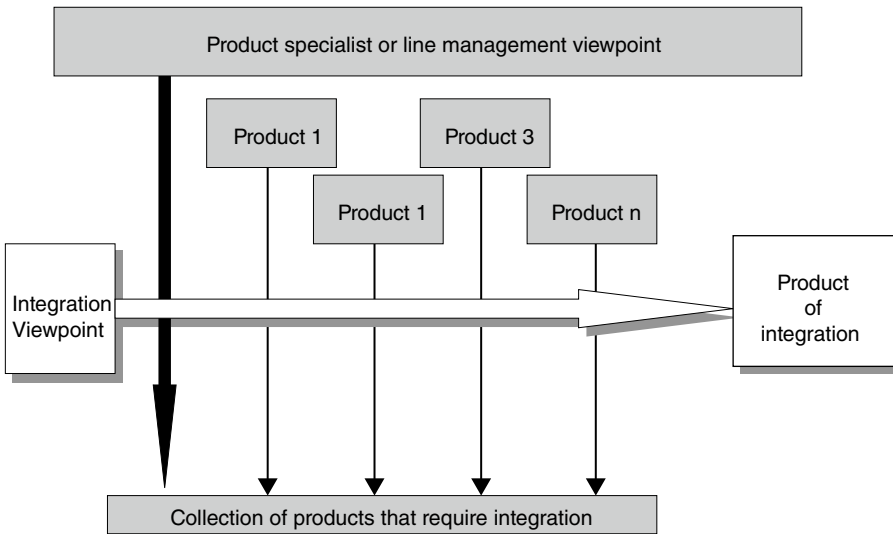 Product specialist or line management viewpoint
Product 1
Product 3
Product 1
Product n
Integration
Viewpoint
Product
of
integration
Collection of products that require integration